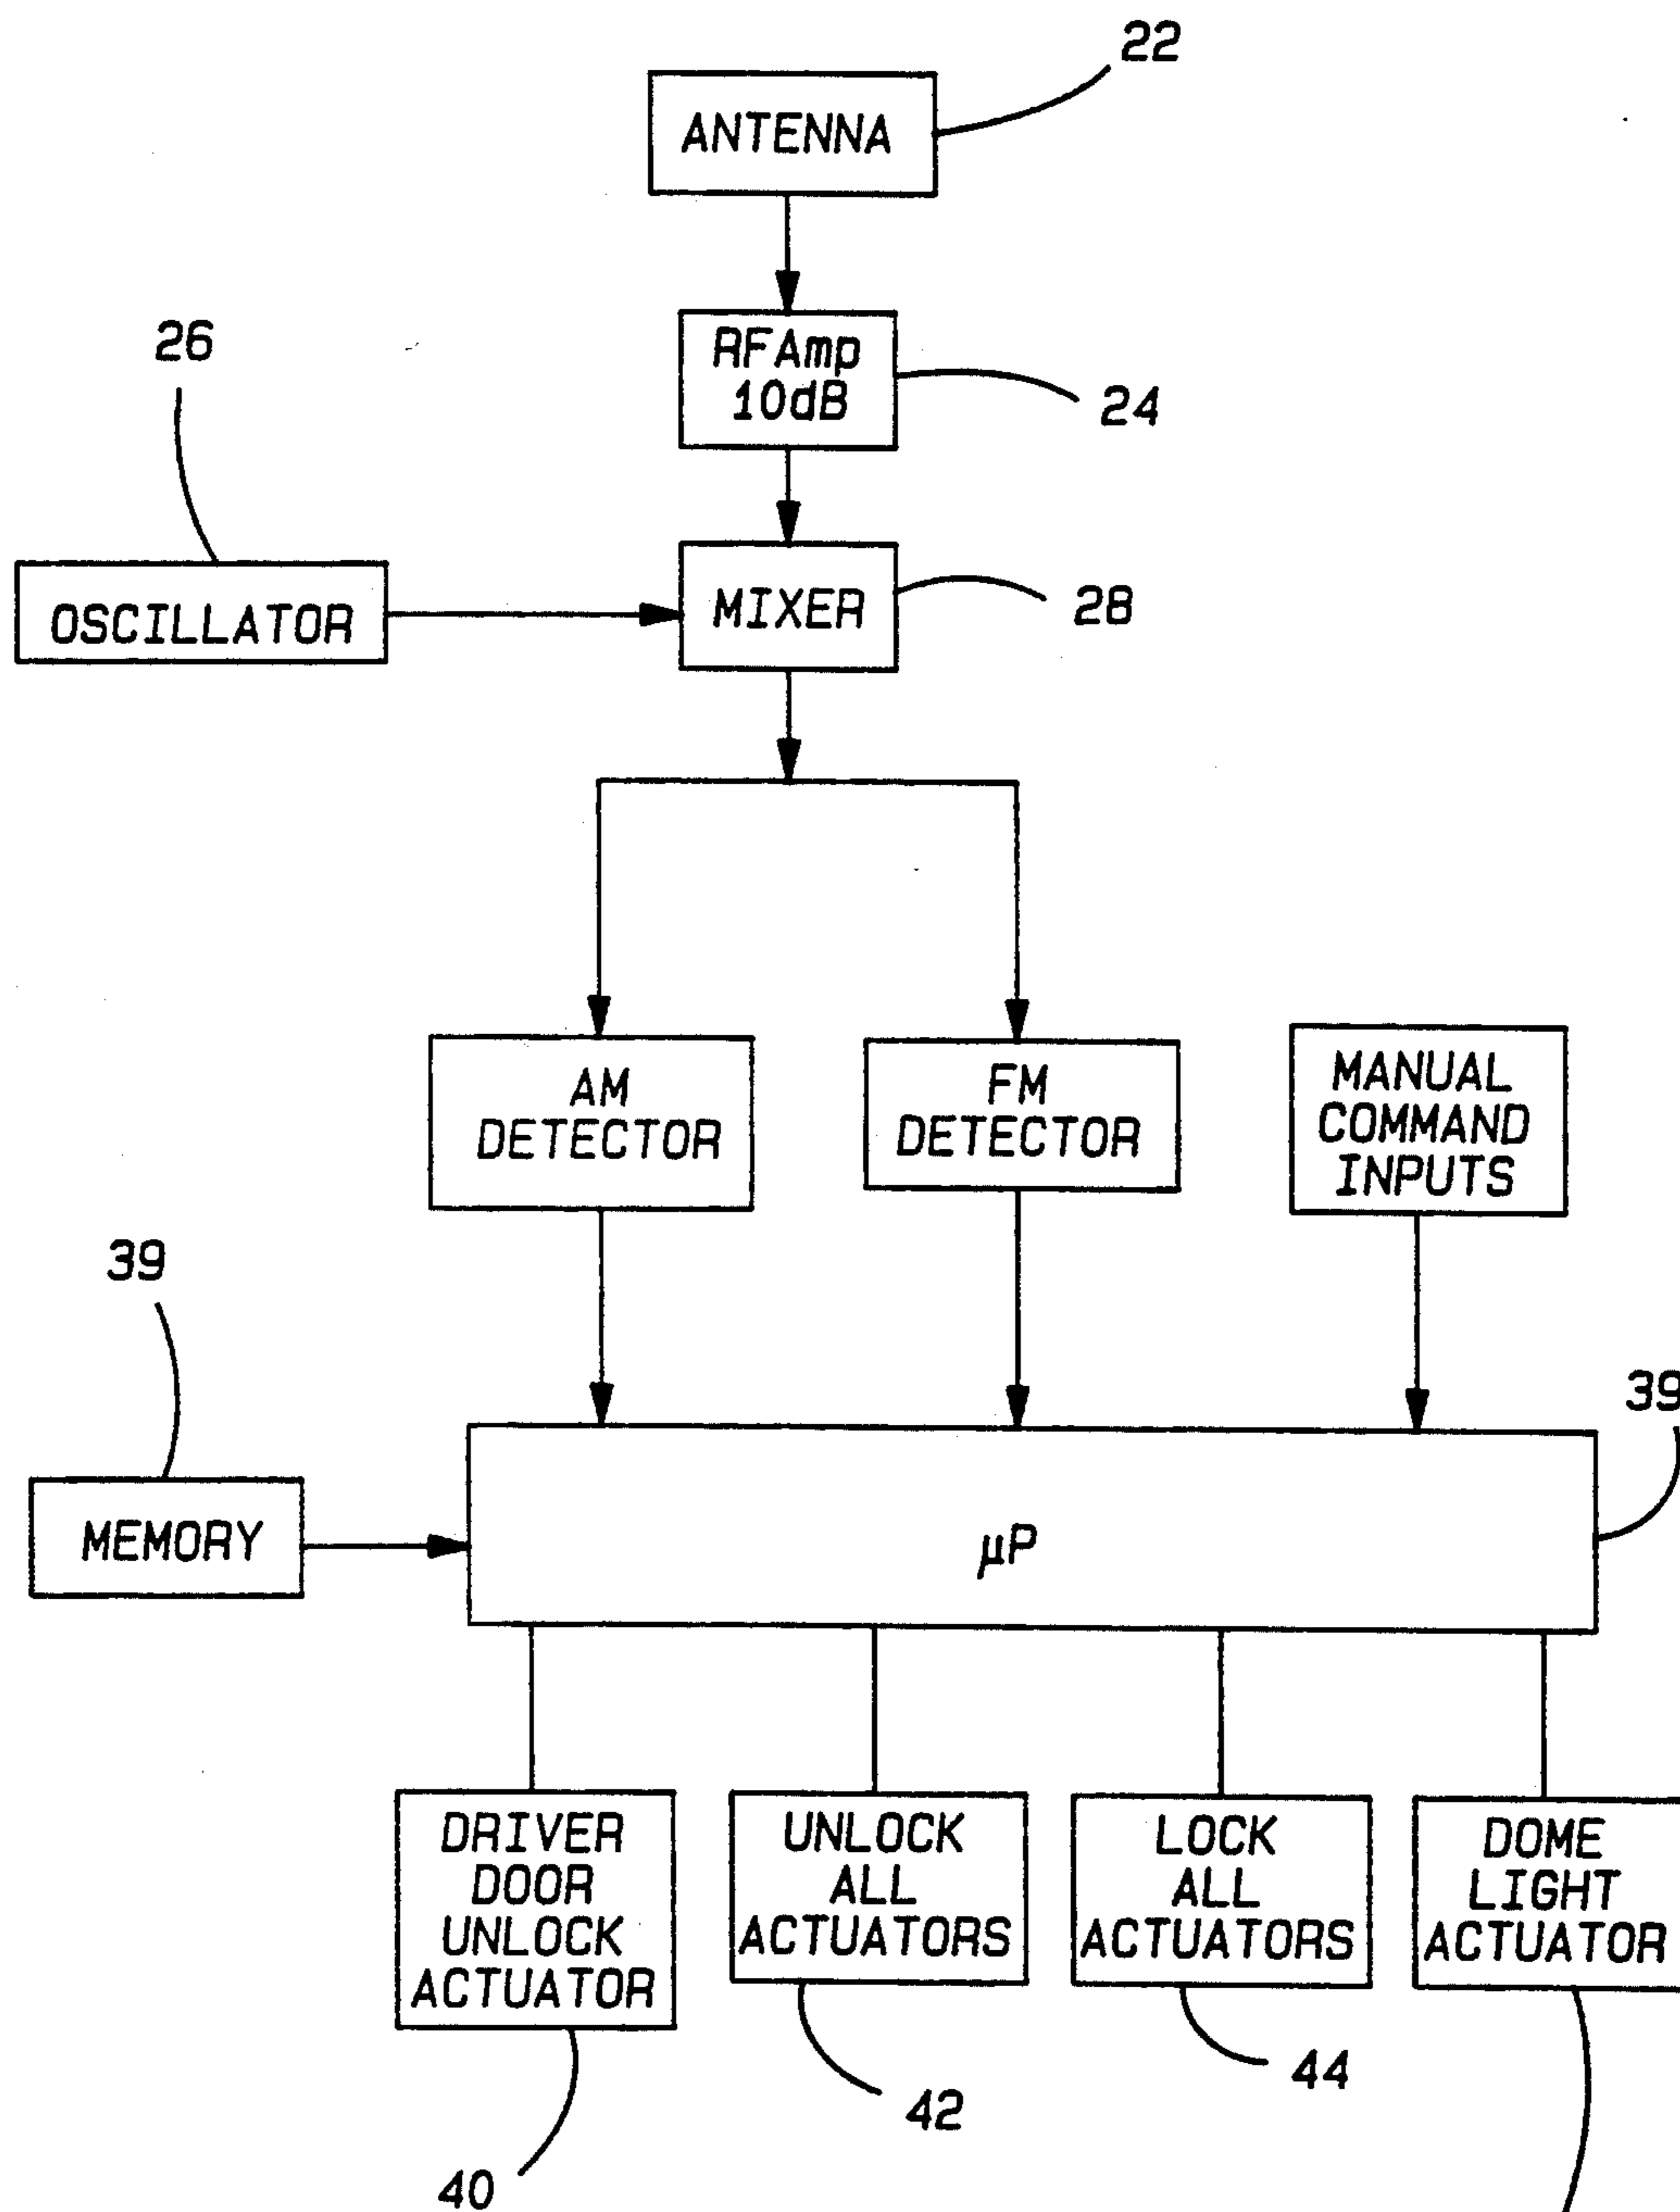 22
ANTENNA
26
RFAmp
10dB
24
OSCILLATOR
MIXER
28
AM
DETECTOR
FM
DETECTOR
MANUAL
COMMAND
INPUTS
39
39
MEMORY
µP
DRIVER
DOOR
UNLOCK
ACTUATOR
UNLOCK
ALL
ACTUATORS
LOCK
ALL
ACTUATORS
DOME
LIGHT
ACTUATOR
44
42
40